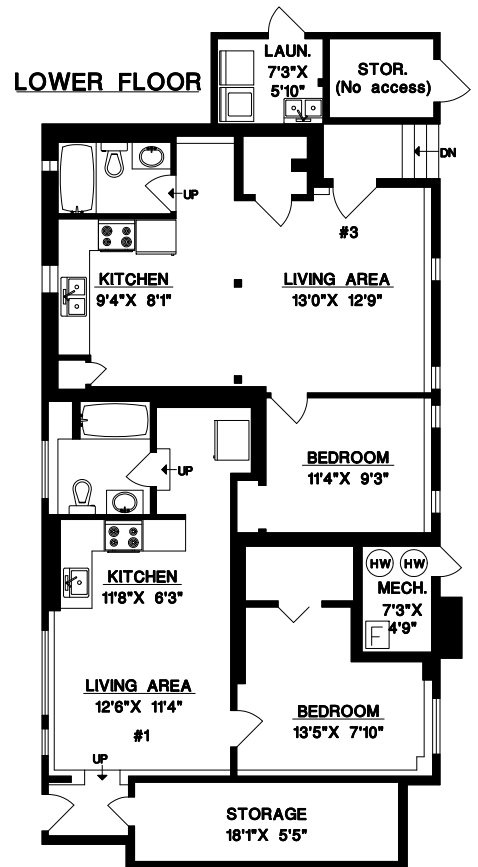 LOWER FLOOR
LAUN.
7'3"X
5'10"
STOR.
(No access)
DN
UP
#3
KITCHEN
9'4"X 8'1"
LIVING AREA
13'0"X 12'9"
BEDROOM
11'4"X 9'3"
UP
KITCHEN
11'8"X 6'3"
HW
HW
MECH.
7'3"X
4'9"
F
LIVING AREA
12'6"X 11'4"
#1
BEDROOM
13'5"X 7'10"
UP
STORAGE
18'1"X 5'5"